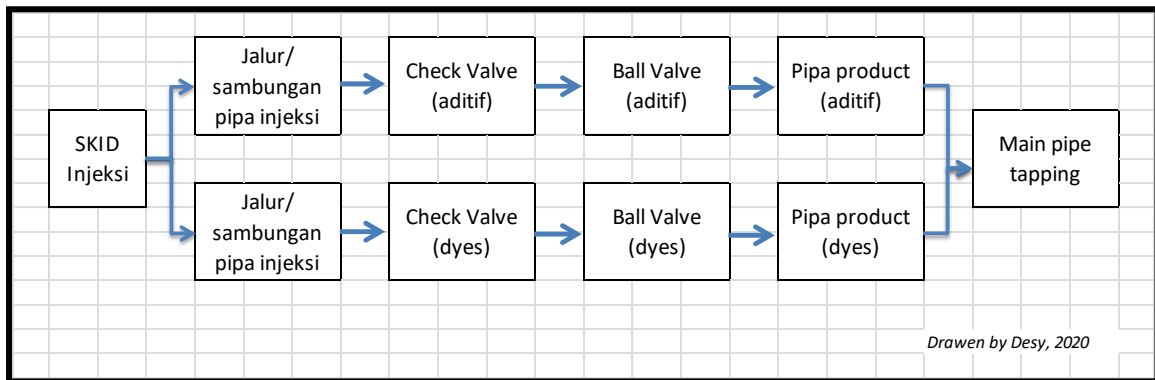 SKID
Injeksi
Jalur/
sambungan
pipa injeksi
Check Valve
(aditif)
Ball Valve
(aditif)
Pipa product
(aditif)
Jalur/
sambungan
pipa injeksi
Check Valve
(dyes)
Ball Valve
(dyes)
Pipa product
(dyes)
Main pipe
tapping
Drawen by Desy, 2020